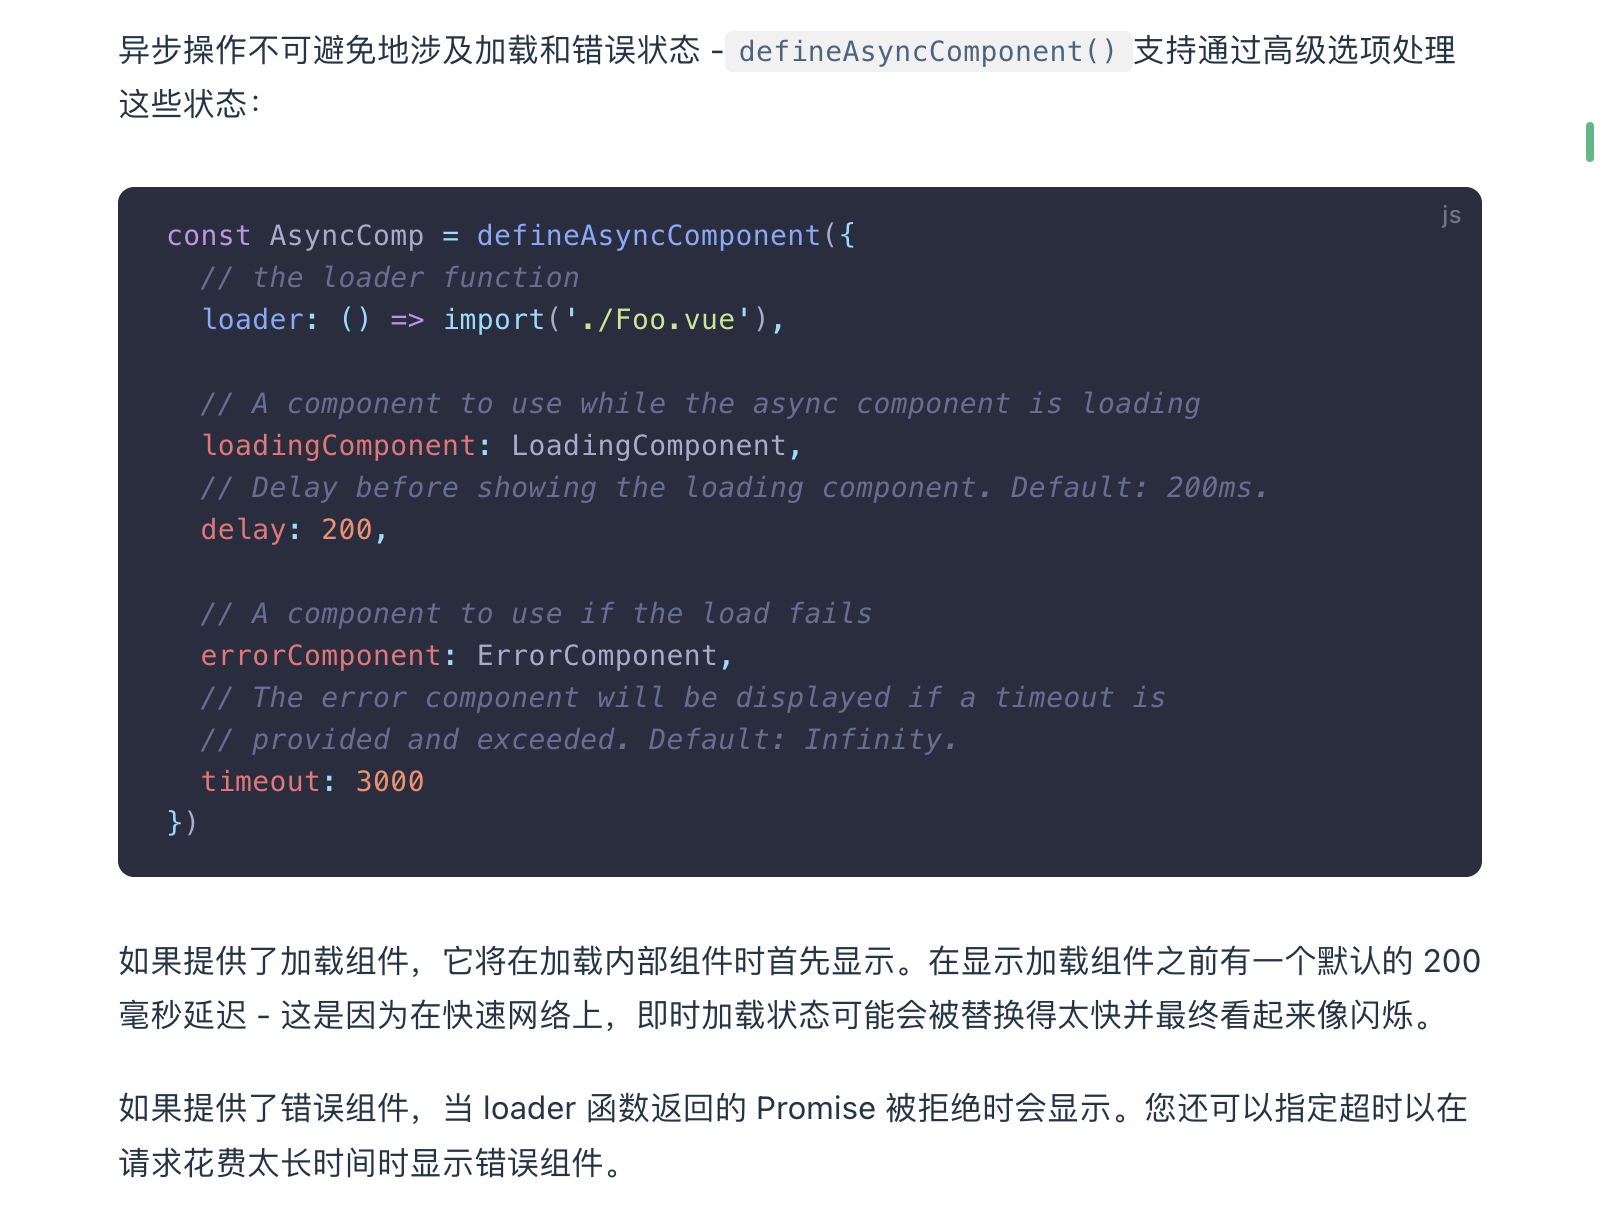 异步操作不可避免地涉及加载和错误状态 - defineAsyncComponent() 支持通过高级选项处理
这些状态：
js
const AsyncComp = defineAsyncComponent({
  // the loader function
  loader: () => import('./Foo.vue'),

  // A component to use while the async component is loading
  loadingComponent: LoadingComponent,
  // Delay before showing the loading component. Default: 200ms.
  delay: 200,

  // A component to use if the load fails
  errorComponent: ErrorComponent,
  // The error component will be displayed if a timeout is
  // provided and exceeded. Default: Infinity.
  timeout: 3000
})
如果提供了加载组件，它将在加载内部组件时首先显示。在显示加载组件之前有一个默认的 200
毫秒延迟 - 这是因为在快速网络上，即时加载状态可能会被替换得太快并最终看起来像闪烁。
如果提供了错误组件，当 loader 函数返回的 Promise 被拒绝时会显示。您还可以指定超时以在
请求花费太长时间时显示错误组件。